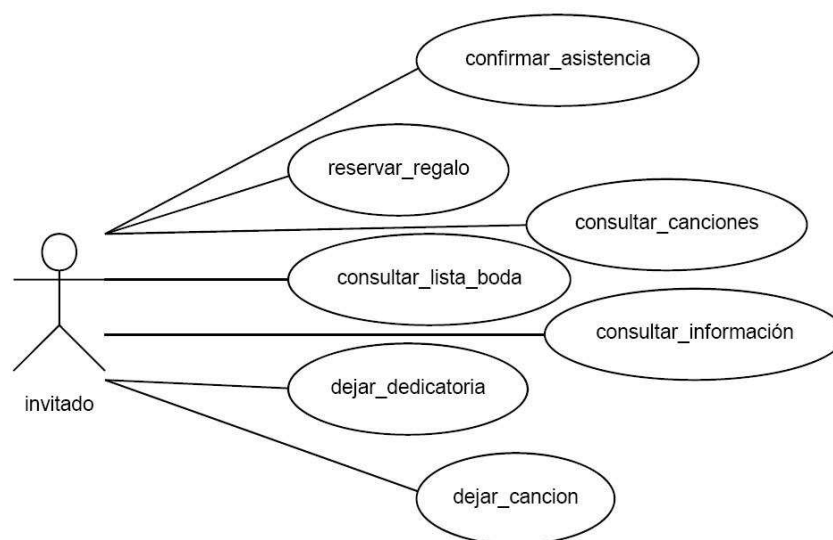 confirmar_asistencia
reservar_regalo
consultar_canciones
consultar_lista_boda
consultar_información
dejar_dedicatoria
invitado
dejar_cancion